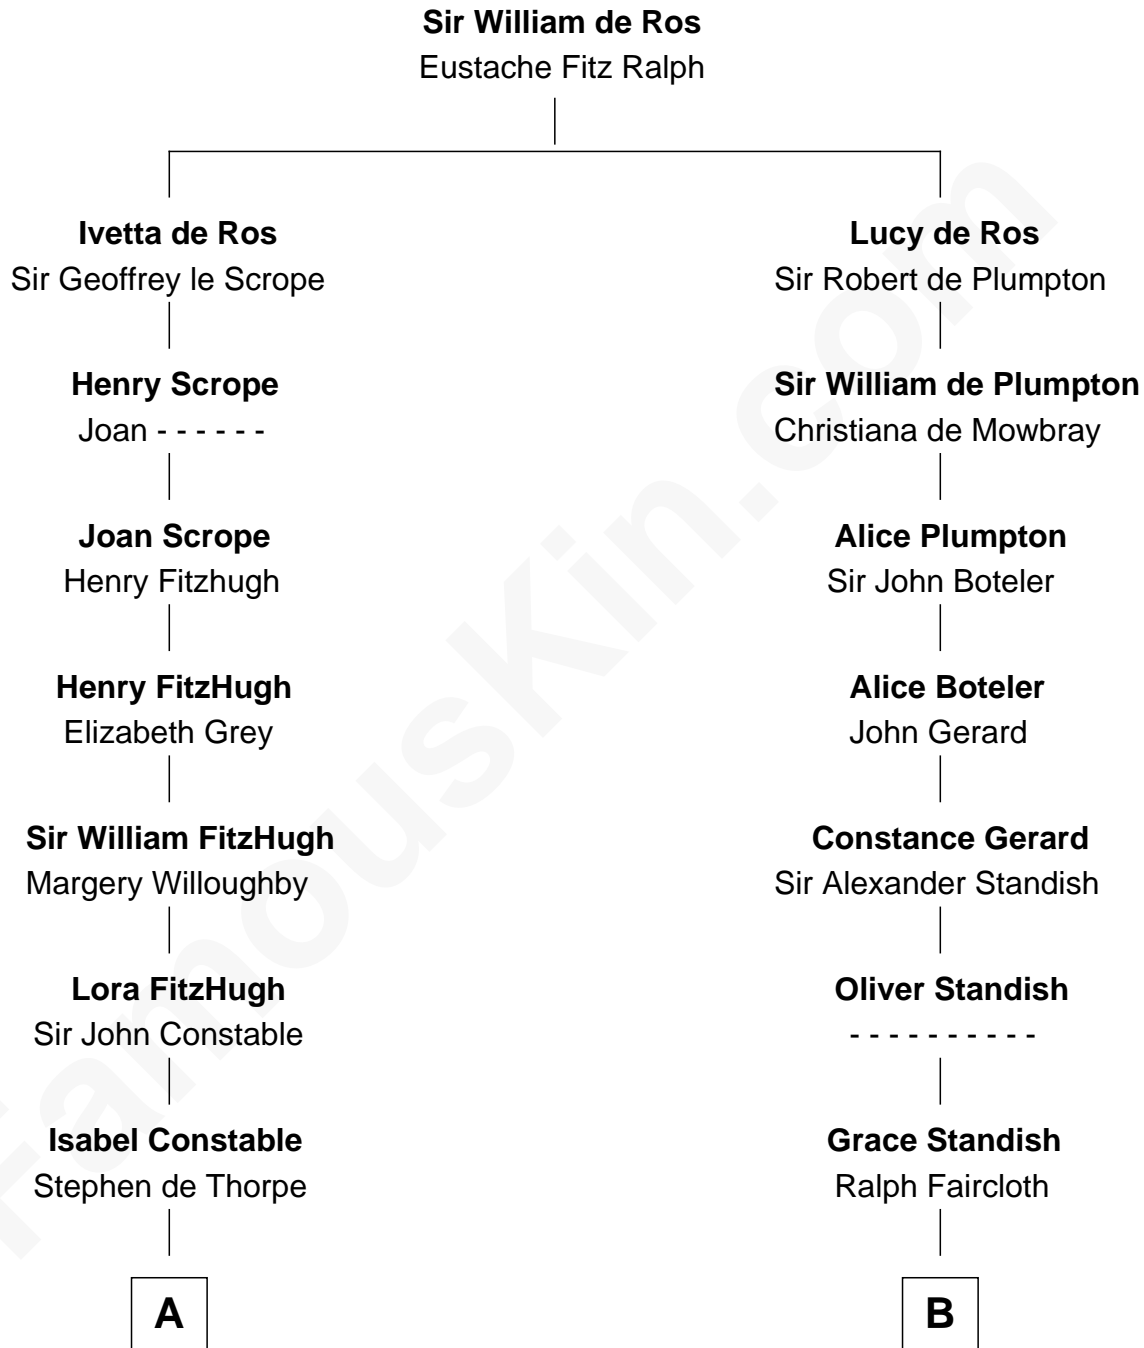 Sir William de Ros
Eustache Fitz Ralph
Ivetta de Ros
Sir Geoffrey le Scrope
Lucy de Ros
Sir Robert de Plumpton
Henry Scrope
Joan - - - - - -
Sir William de Plumpton
Christiana de Mowbray
Joan Scrope
Henry Fitzhugh
Alice Plumpton
Sir John Boteler
Henry FitzHugh
Elizabeth Grey
Alice Boteler
John Gerard
Sir William FitzHugh
Margery Willoughby
Constance Gerard
Sir Alexander Standish
Lora FitzHugh
Sir John Constable
Oliver Standish
- - - - - - - - - -
Isabel Constable
Stephen de Thorpe
Grace Standish
Ralph Faircloth
A
B
FamousKin.com